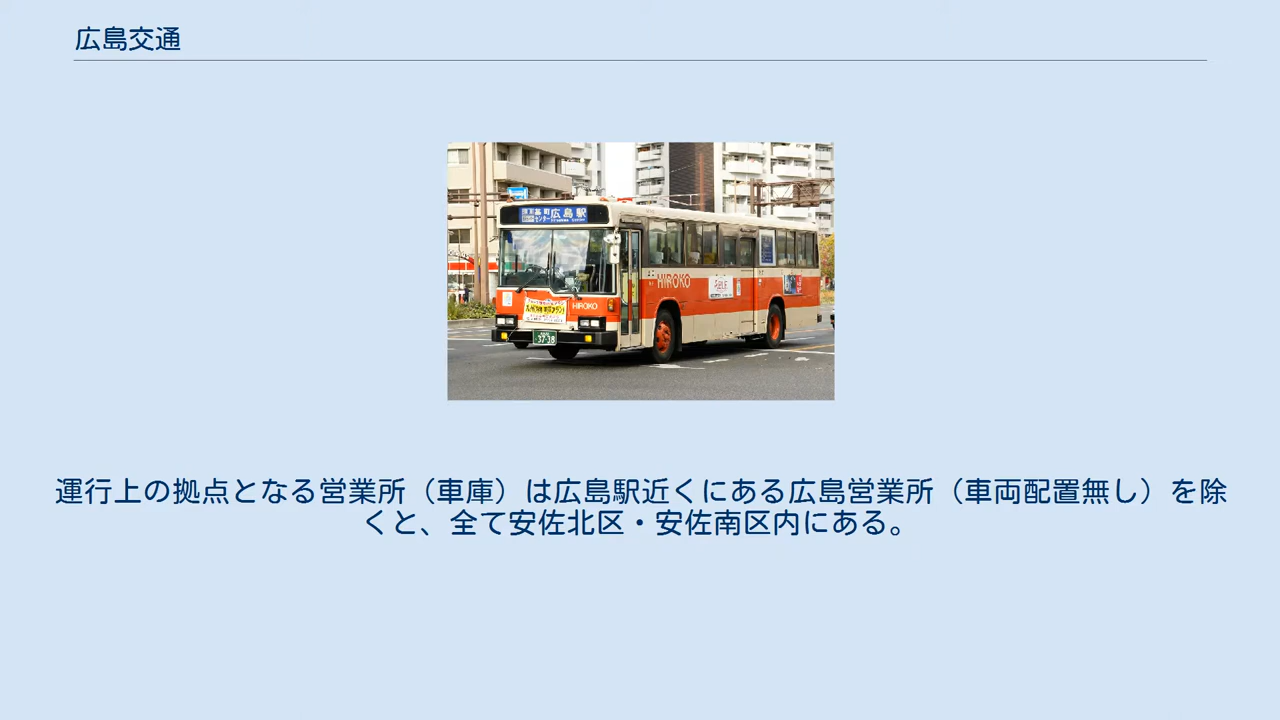 広島交通
広島駅
HIROKO
HIROKO
37-38
運行上の拠点となる営業所（車庫）は広島駅近くにある広島営業所（車両配置無し）を除
くと、全て安佐北区・安佐南区内にある。